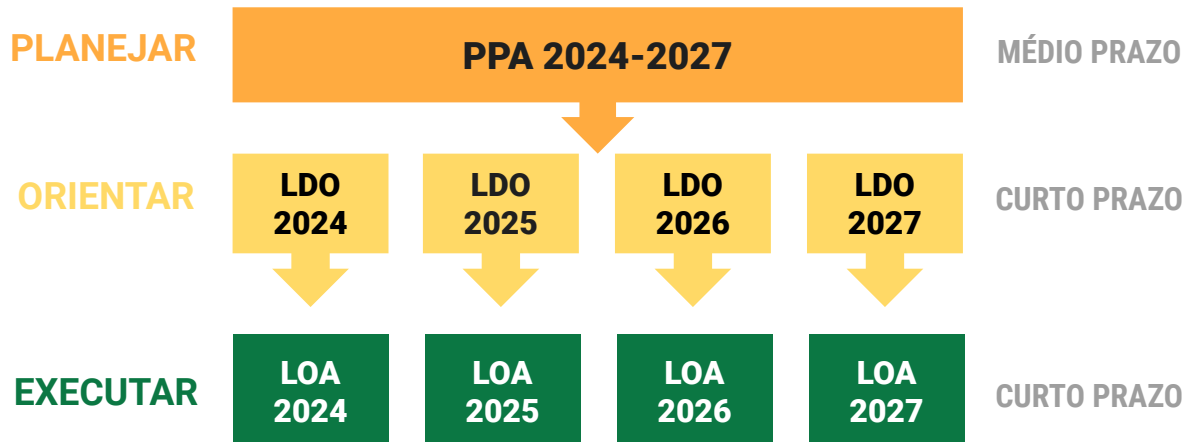 PLANEJAR
PPA 2024-2027
MÉDIO PRAZO
ORIENTAR
LDO
2024
LDO
2025
LDO
2026
LDO
2027
CURTO PRAZO
EXECUTAR
LOA
2024
LOA
2025
LOA
2026
LOA
2027
CURTO PRAZO